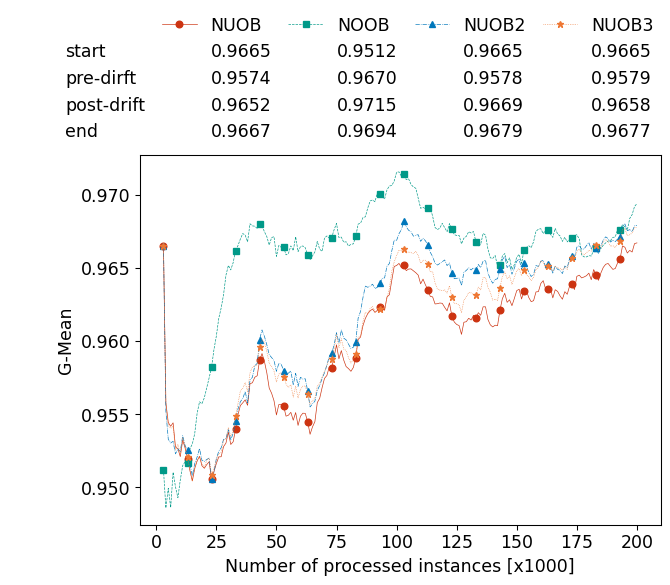 NUOB NOOB NUOB2 NUOB3
start 0.9665 0.9512 0.9665 0.9665
pre-dirft 0.9574 0.9670 0.9578 0.9579
post-drift 0.9652 0.9715 0.9669 0.9658
end 0.9667 0.9694 0.9679 0.9677
0.970
0.965
0.960
0.955
0.950
G-Mean
0 25 50 75 100 125 150 175 200
Number of processed instances [x1000]